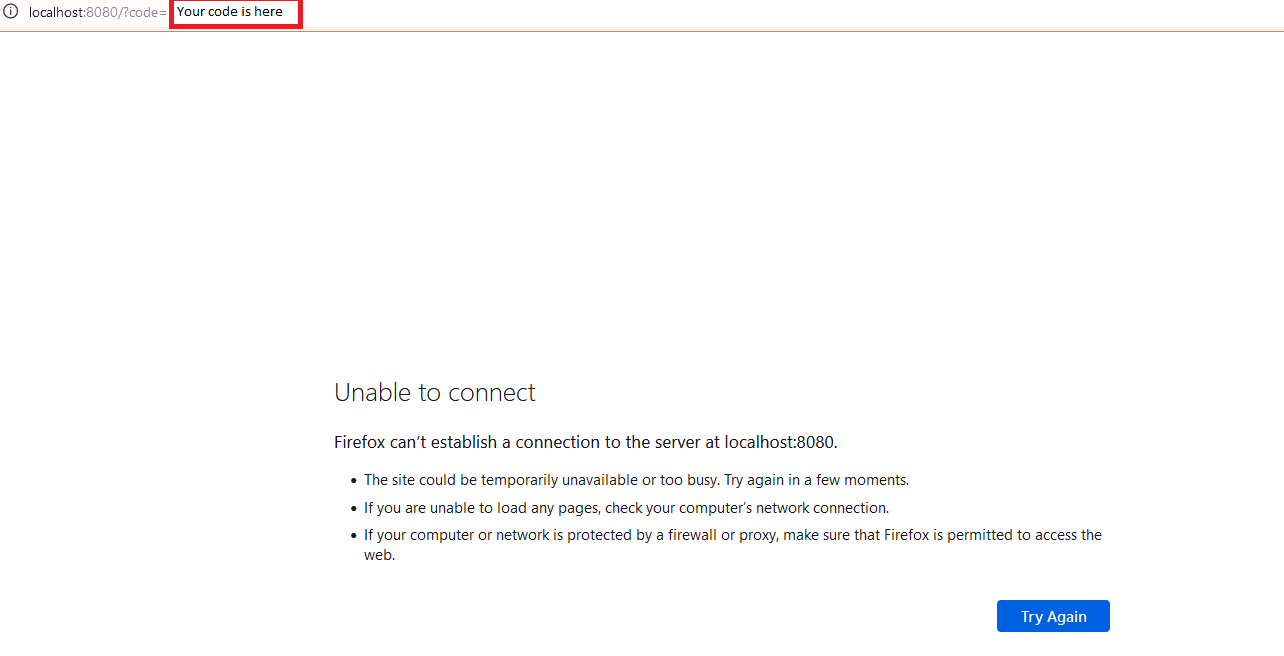 localhost:8080/?code= Your code is here
Unable to connect
Firefox can’t establish a connection to the server at localhost:8080.
• The site could be temporarily unavailable or too busy. Try again in a few moments.
• If you are unable to load any pages, check your computer’s network connection.
• If your computer or network is protected by a firewall or proxy, make sure that Firefox is permitted to access the
web.
Try Again